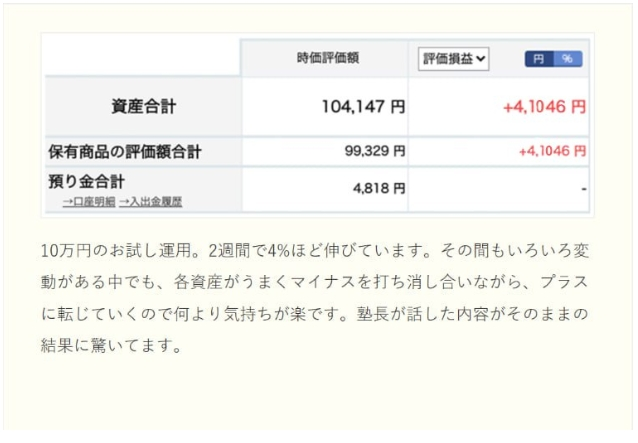 時価評価額 評価損益 円 %
資産合計 104,147 円 +4,1046 円
保有商品の評価額合計 99,329 円 +4,1046 円
預り金合計 4,818 円 -
→口座明細 →入出金履歴
10万円のお試し運用。2週間で4%ほど伸びています。その間もいろいろ変
動がある中でも、各資産がうまくマイナスを打ち消し合いながら、プラス
に転じていくので何より気持ちが楽です。塾長が話した内容がそのままの
結果に驚いてます。